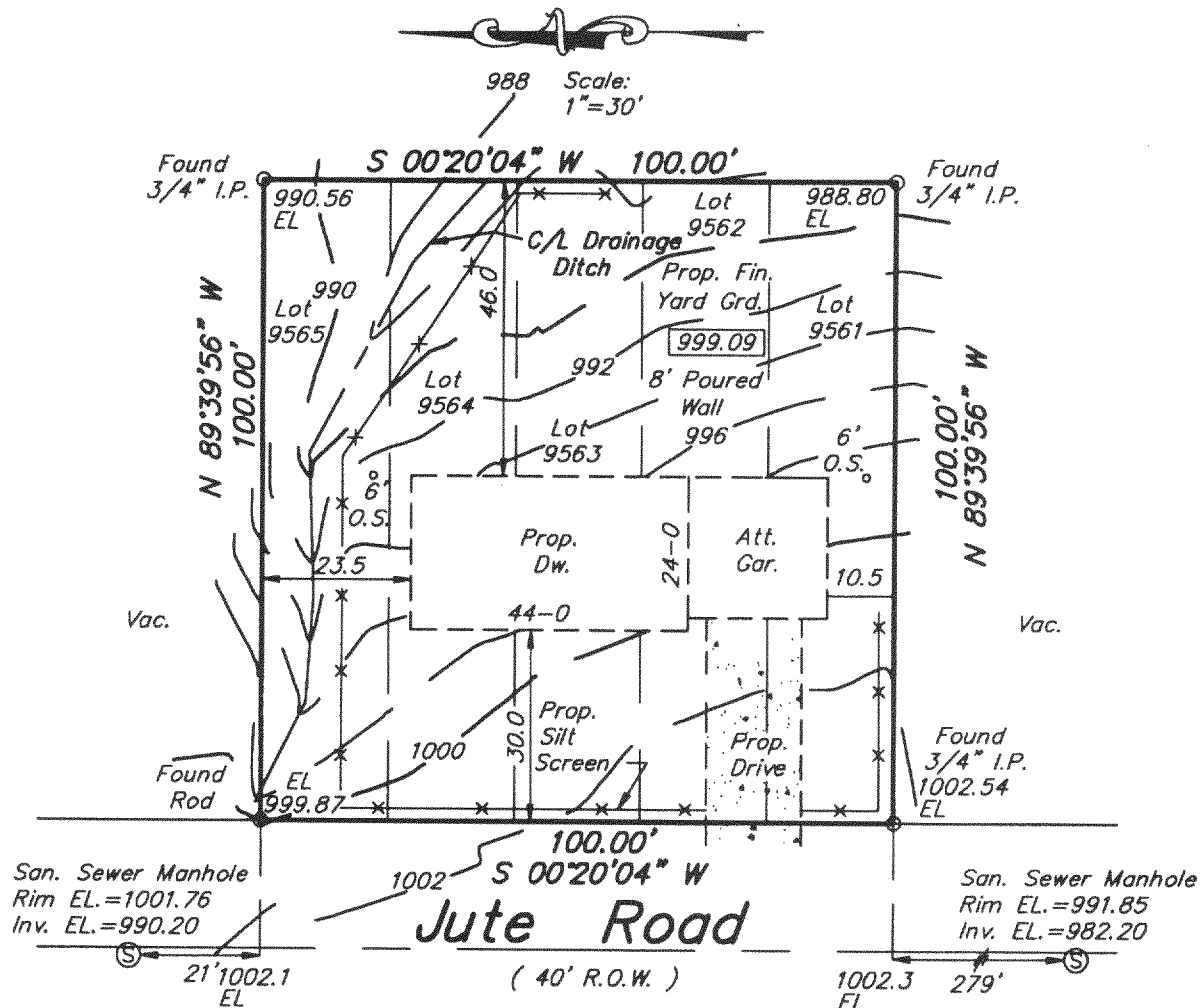 988
Scale:
1"=30'
S 00°20'04" W 100.00'
Found
3/4" I.P.
Found
3/4" I.P.
990.56
EL
988.80
EL
Lot
9562
C/L Drainage
Ditch
46.0
Prop. Fin.
Yard Grd.
999.09
990
Lot
9565
Lot
9561
N 89°39'56" W
100.00'
100.00'
N 89°39'56" W
992
8' Poured
Wall
Lot
9564
996
Lot
9563
6'
O.S.
6'
O.S.
Prop.
Dw.
24-0
Att.
Gar.
23.5
10.5
44-0
Vac.
Vac.
30.0
Prop.
Silt
Screen
1000
Prop.
Drive
Found
Rod
EL
999.87
Found
3/4" I.P.
1002.54
EL
100.00'
S 00°20'04" W
1002
San. Sewer Manhole
Rim EL.=1001.76
Inv. EL.=990.20
San. Sewer Manhole
Rim EL.=991.85
Inv. EL.=982.20
Jute Road
( 40' R.O.W. )
S
21'
1002.1
EL
1002.3
EL
279'
S